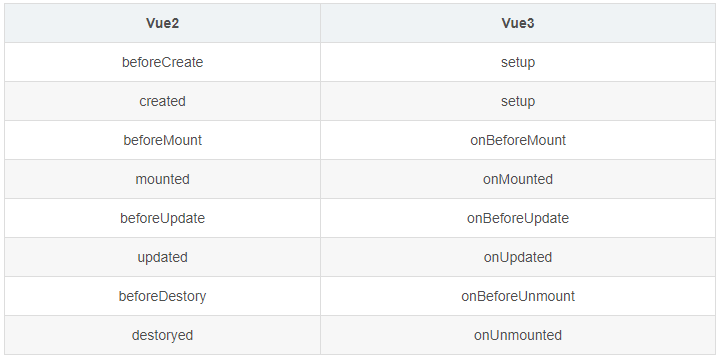 Vue2 Vue3
beforeCreate setup
created setup
beforeMount onBeforeMount
mounted onMounted
beforeUpdate onBeforeUpdate
updated onUpdated
beforeDestory onBeforeUnmount
destoryed onUnmounted